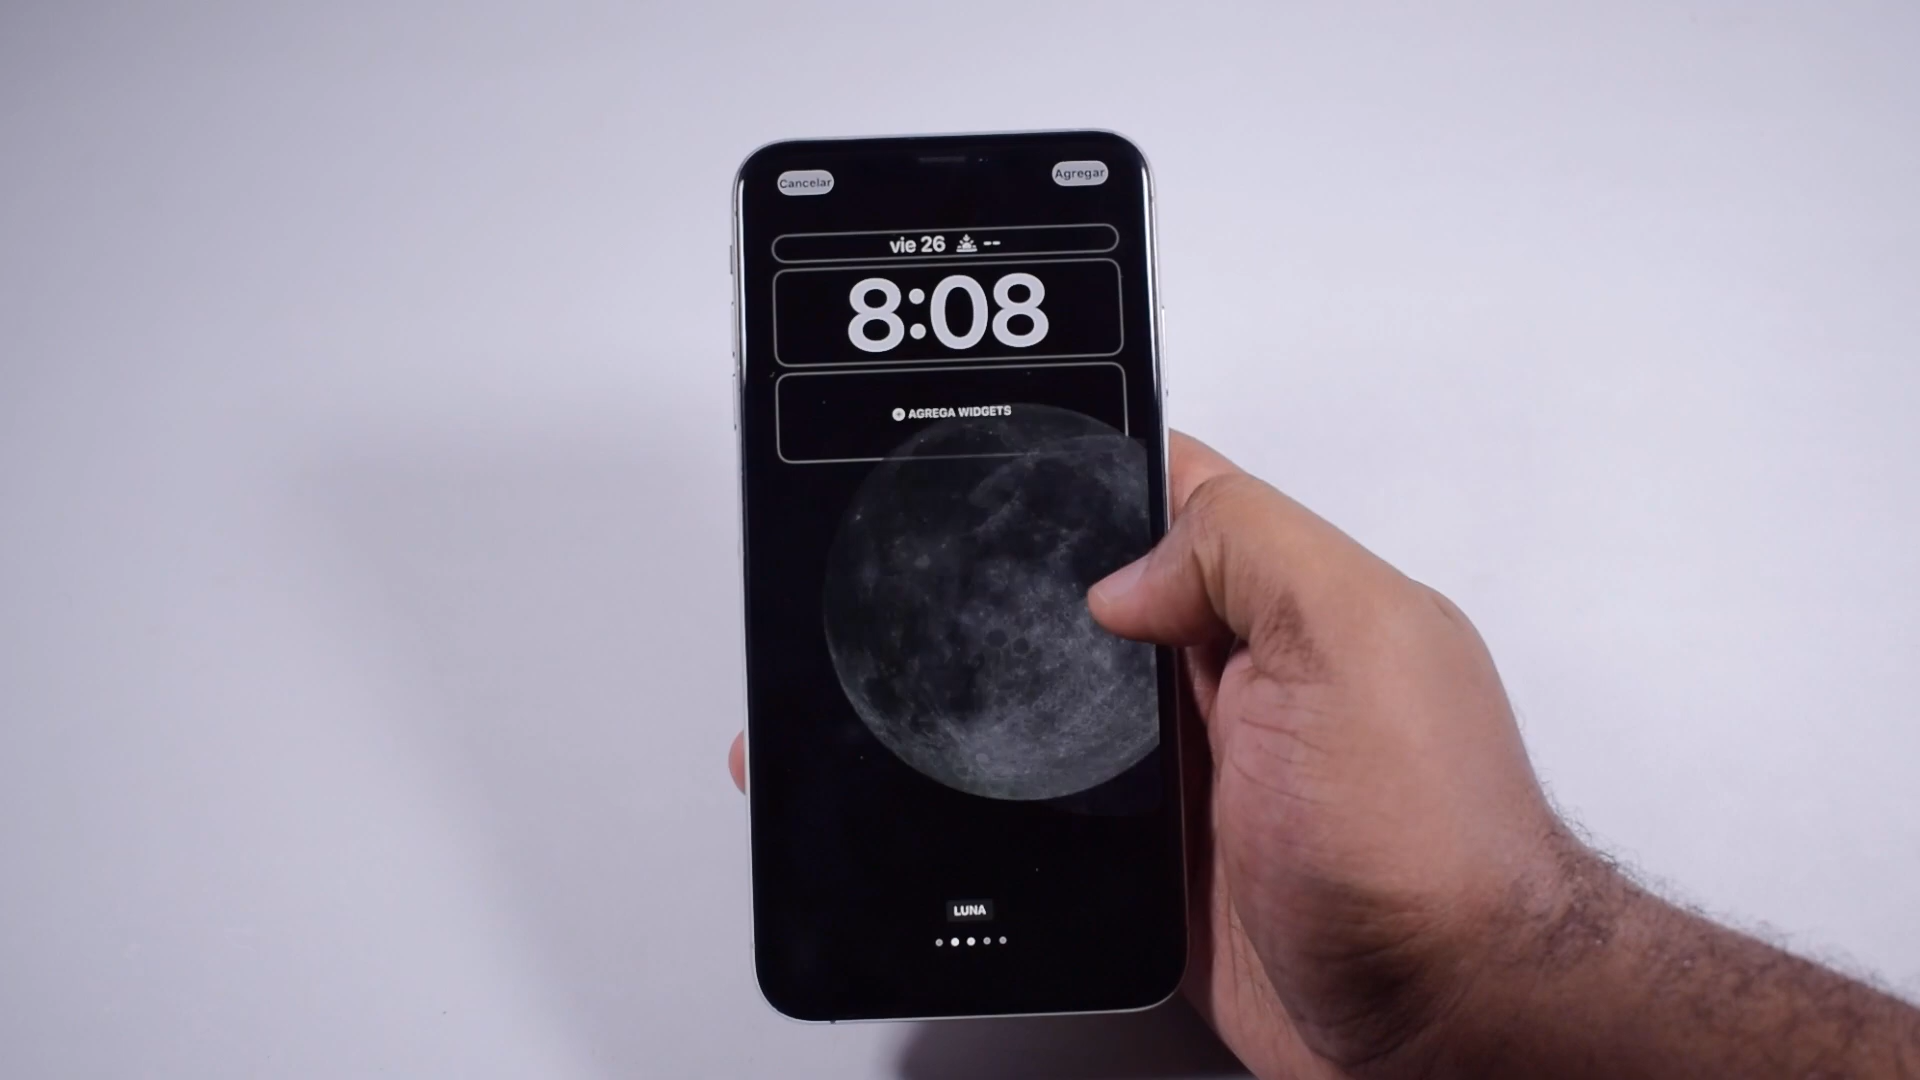 Cancelar
Agregar
vie 26 --
8:08
AGREGA WIDGETS
LUNA